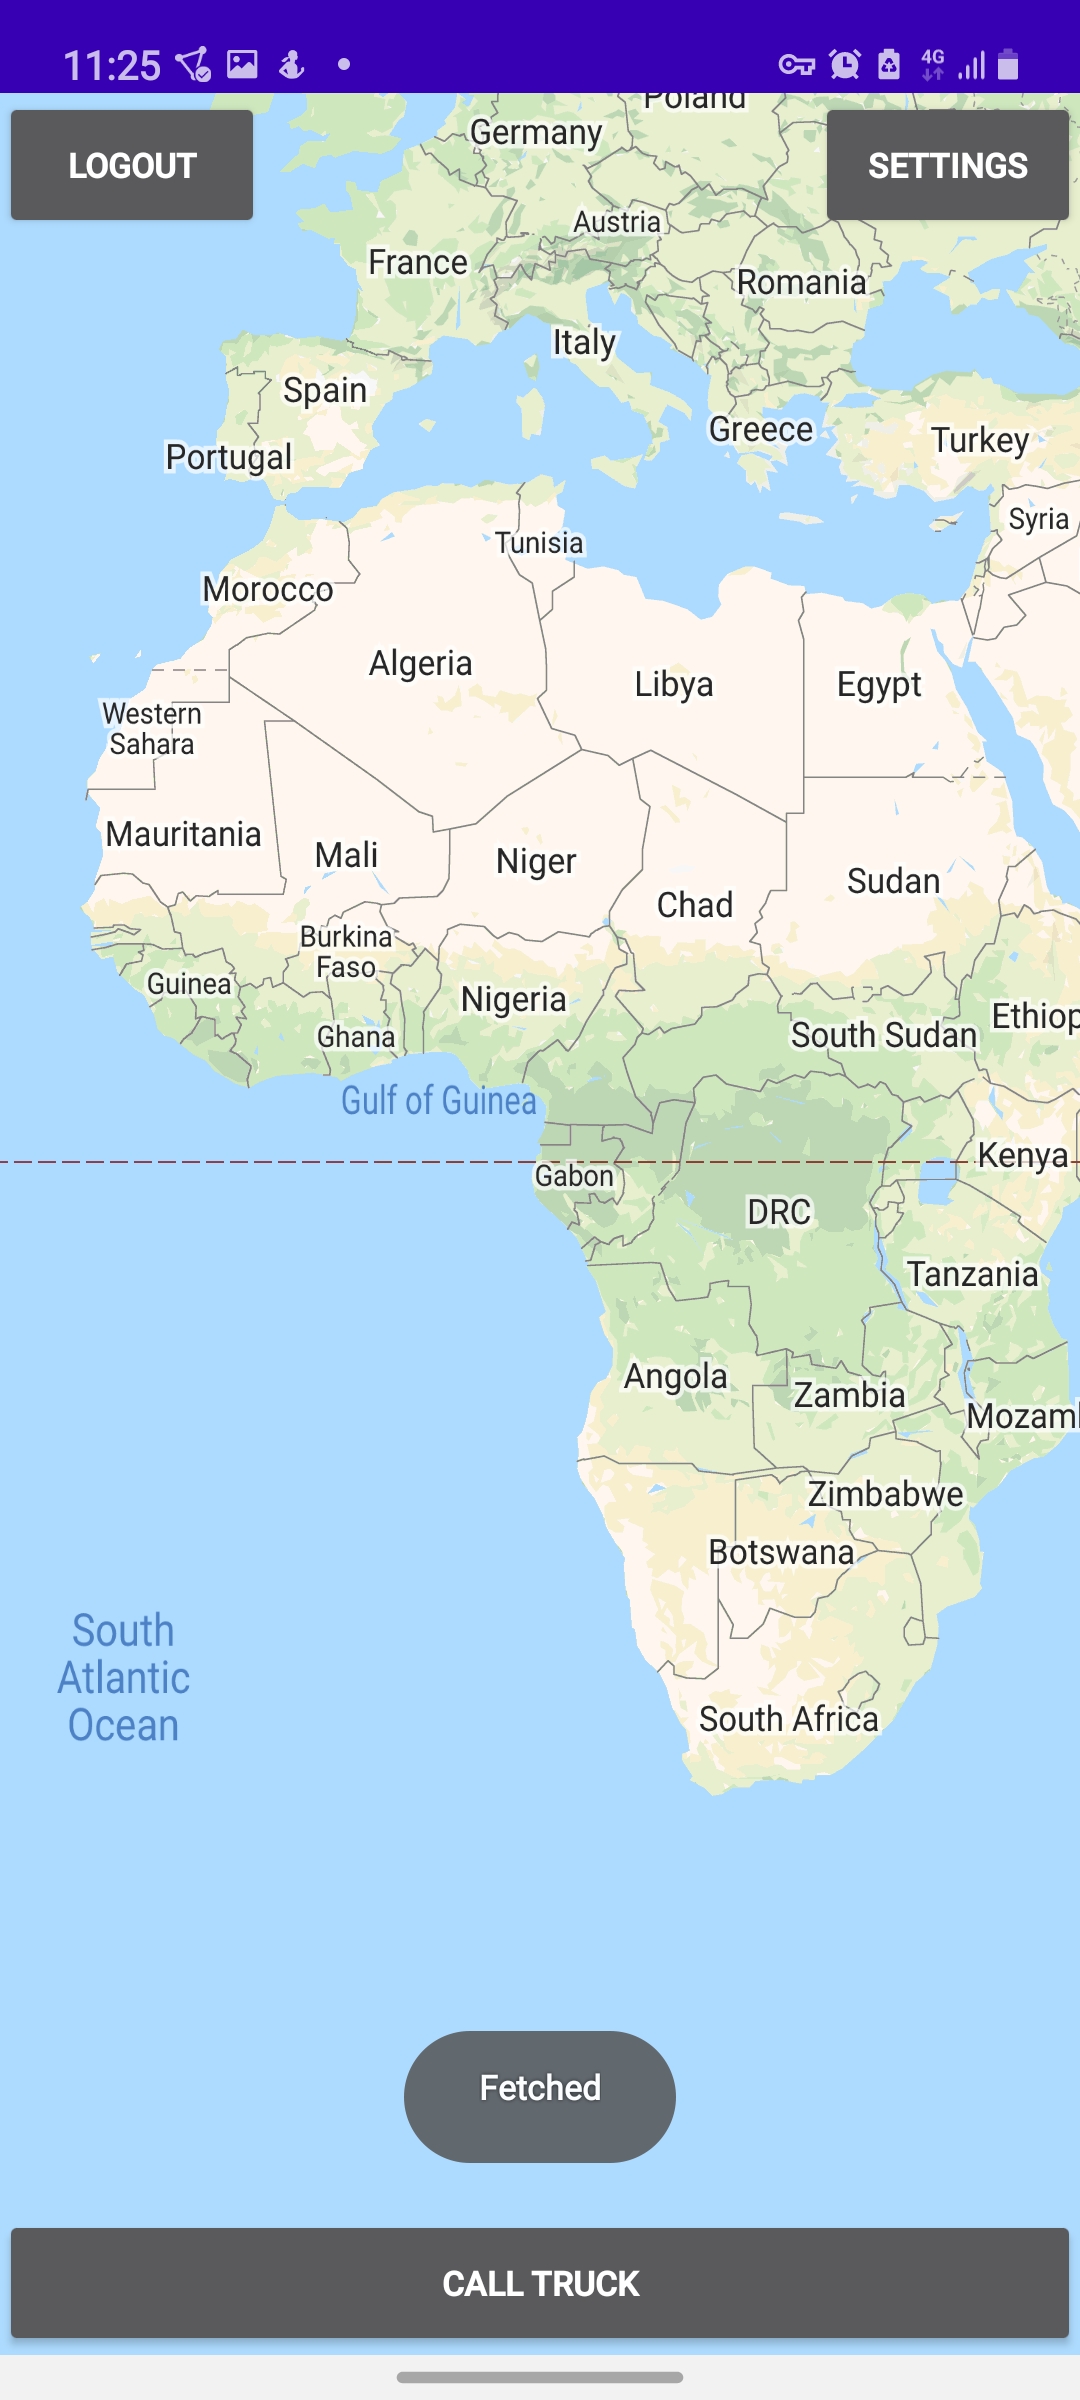 11:25
4G
Poland
Germany
LOGOUT
SETTINGS
Austria
France
Romania
Italy
Spain
Greece
Turkey
Portugal
Syria
Tunisia
Morocco
Algeria
Libya
Egypt
Western
Sahara
Mauritania
Mali
Niger
Sudan
Chad
Burkina
Faso
Guinea
Nigeria
Ethiop
Ghana
South Sudan
Gulf of Guinea
Kenya
Gabon
DRC
Tanzania
Angola
Zambia
Mozam
Zimbabwe
Botswana
South
Atlantic
Ocean
South Africa
Fetched
CALL TRUCK